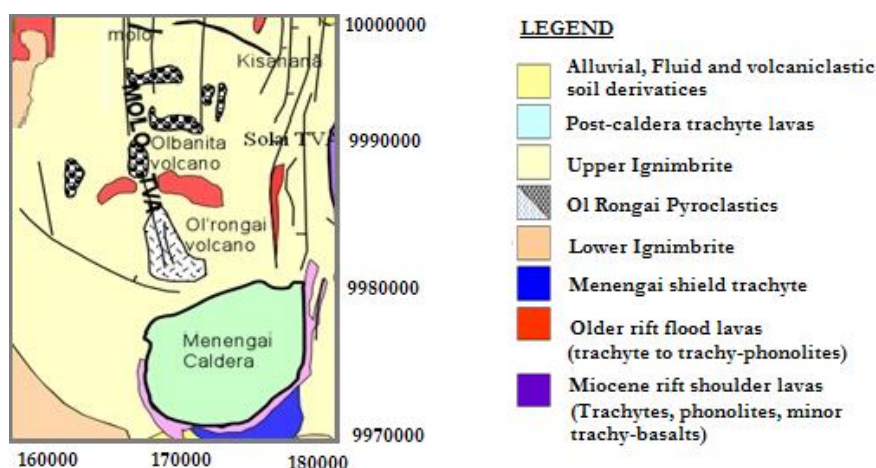 molo
Kisanana
MOLO TVA
Olbanita
volcano
Solai TVA
Ol'rongai
volcano
Menengai
Caldera
10000000
9990000
9980000
9970000
160000
170000
180000
LEGEND
Alluvial, Fluid and volcaniclastic
soil derivatices
Post-caldera trachyte lavas
Upper Ignimbrite
Ol Rongai Pyroclastics
Lower Ignimbrite
Menengai shield trachyte
Older rift flood lavas
(trachyte to trachy-phonolites)
Miocene rift shoulder lavas
(Trachytes, phonolites, minor
trachy-basalts)